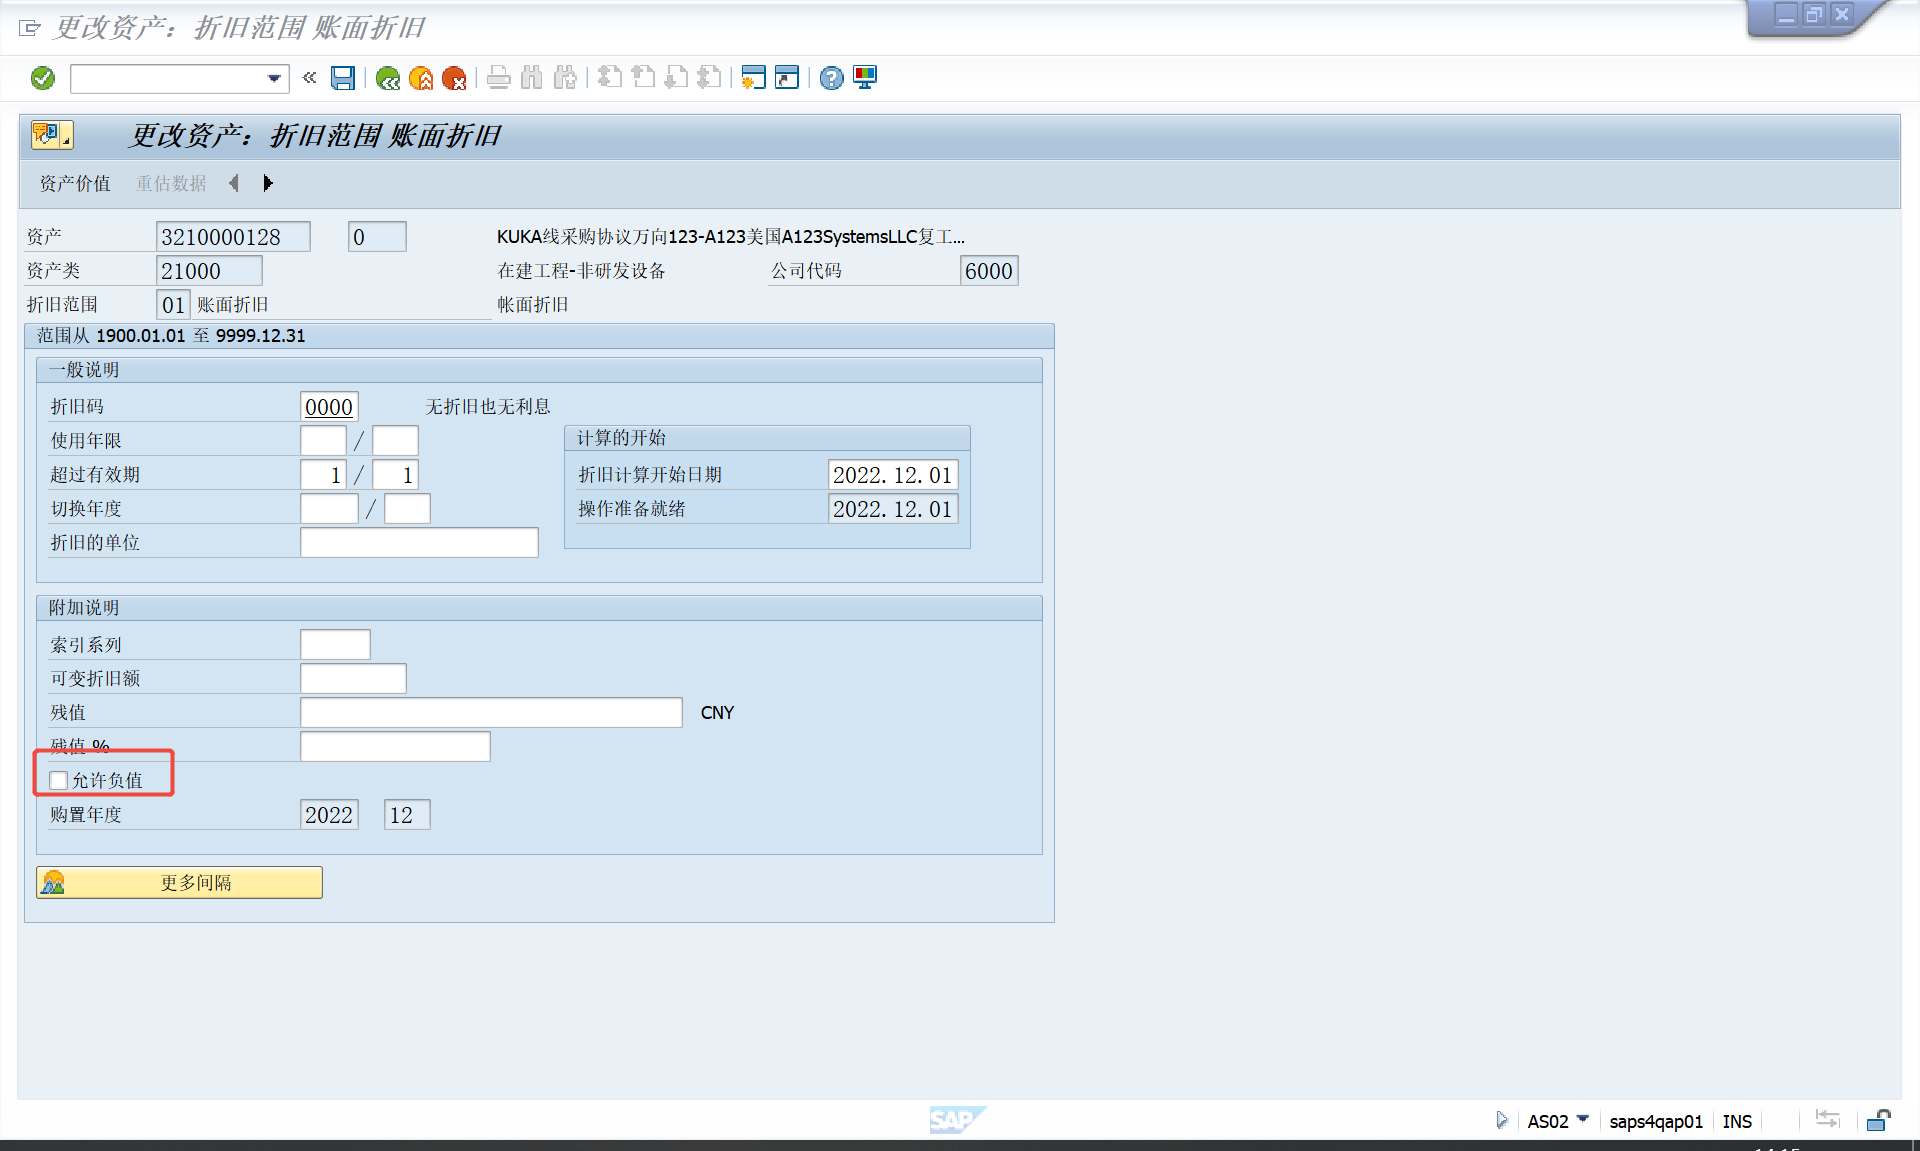 更改资产：折旧范围 账面折旧
«
更改资产：折旧范围 账面折旧
资产价值 重估数据
资产 3210000128 0 KUKA线采购协议万向123-A123美国A123SystemsLLC复工...
资产类 21000 在建工程-非研发设备 公司代码 6000
折旧范围 01 账面折旧 帐面折旧
范围从 1900.01.01 至 9999.12.31
一般说明
折旧码 0000 无折旧也无利息
使用年限 / 计算的开始
超过有效期 1 / 1 折旧计算开始日期 2022.12.01
切换年度 / 操作准备就绪 2022.12.01
折旧的单位
附加说明
索引系列
可变折旧额
残值 CNY
残值 %
允许负值
购置年度 2022 12
更多间隔
SAP AS02 saps4qap01 INS